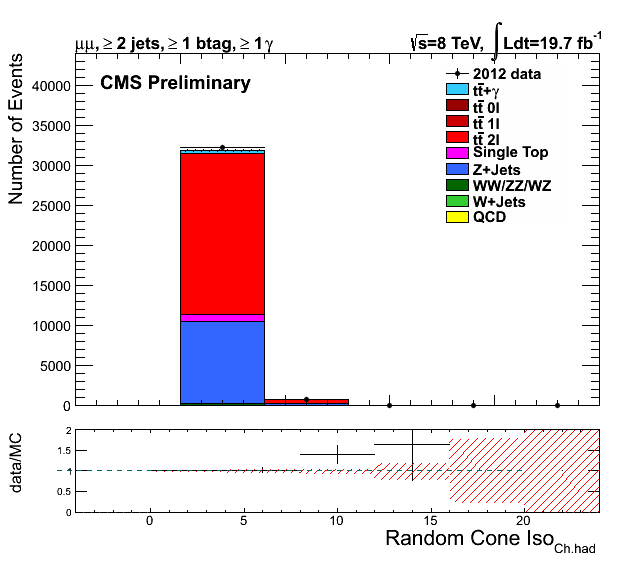 μμ, ≥ 2 jets, ≥ 1 btag, ≥ 1 γ
√s=8 TeV, ∫ Ldt=19.7 fb⁻¹
CMS Preliminary
2012 data
tt̄+γ
tt̄ 0l
tt̄ 1l
tt̄ 2l
Single Top
Z+Jets
WW/ZZ/WZ
W+Jets
QCD
Number of Events
40000
35000
30000
25000
20000
15000
10000
5000
0
data/MC
2
1.5
1
0.5
0
0 5 10 15 20
Random Cone Iso Ch.had